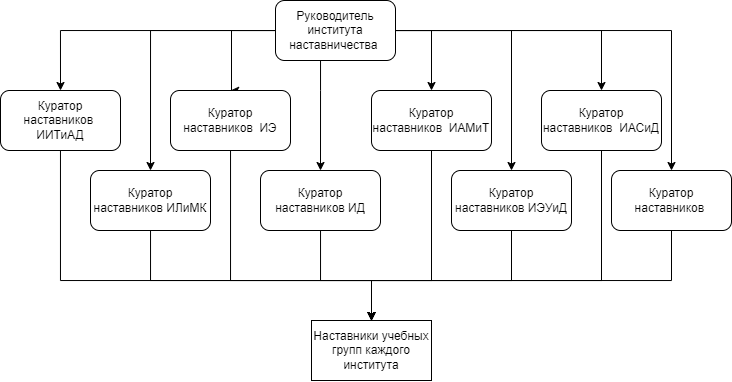 Руководитель
института
наставничества
Куратор
наставников
ИИТиАД
Куратор
наставников ИЭ
Куратор
наставников ИАМиТ
Куратор
наставников ИАСиД
Куратор
наставников ИЛиМК
Куратор
наставников ИД
Куратор
наставников ИЭУиД
Куратор
наставников
Наставники учебных
групп каждого
института